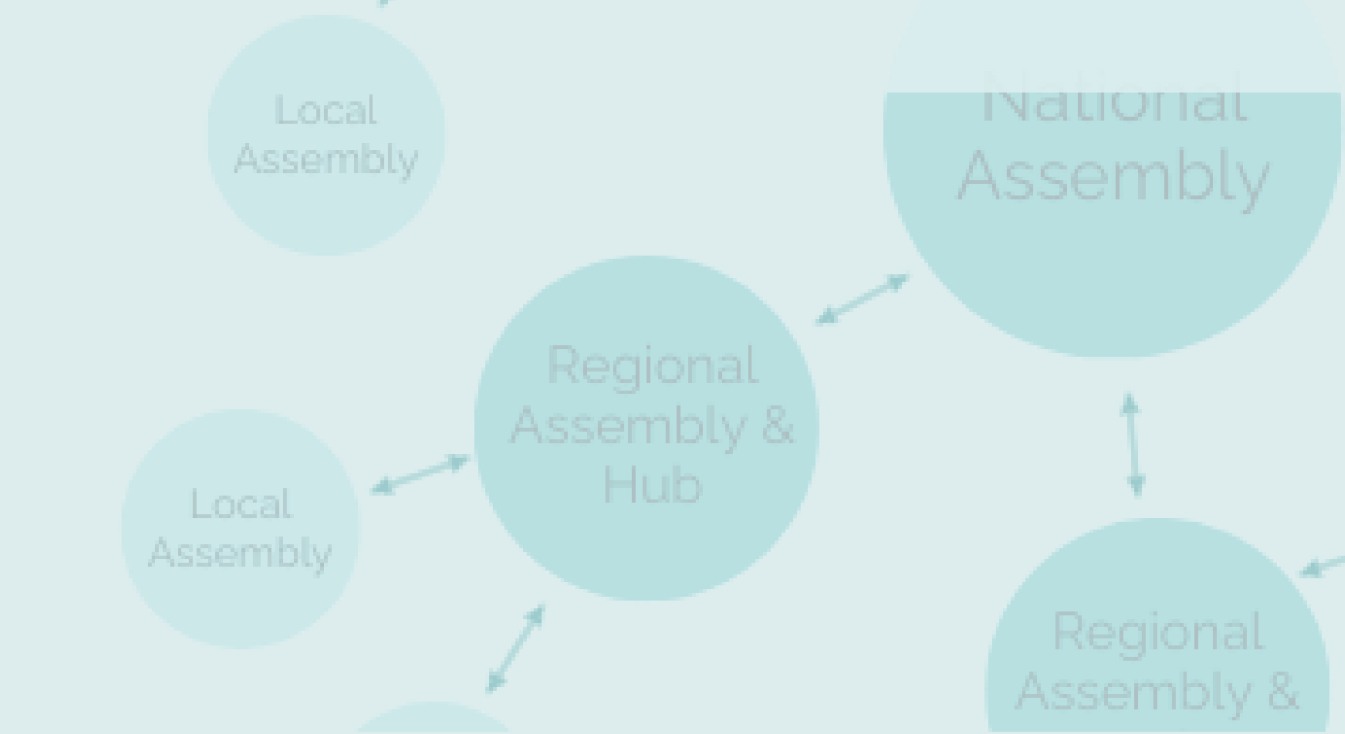 Local
Assembly
National
Assembly
Regional
Assembly &
Hub
Local
Assembly
Regional
Assembly &